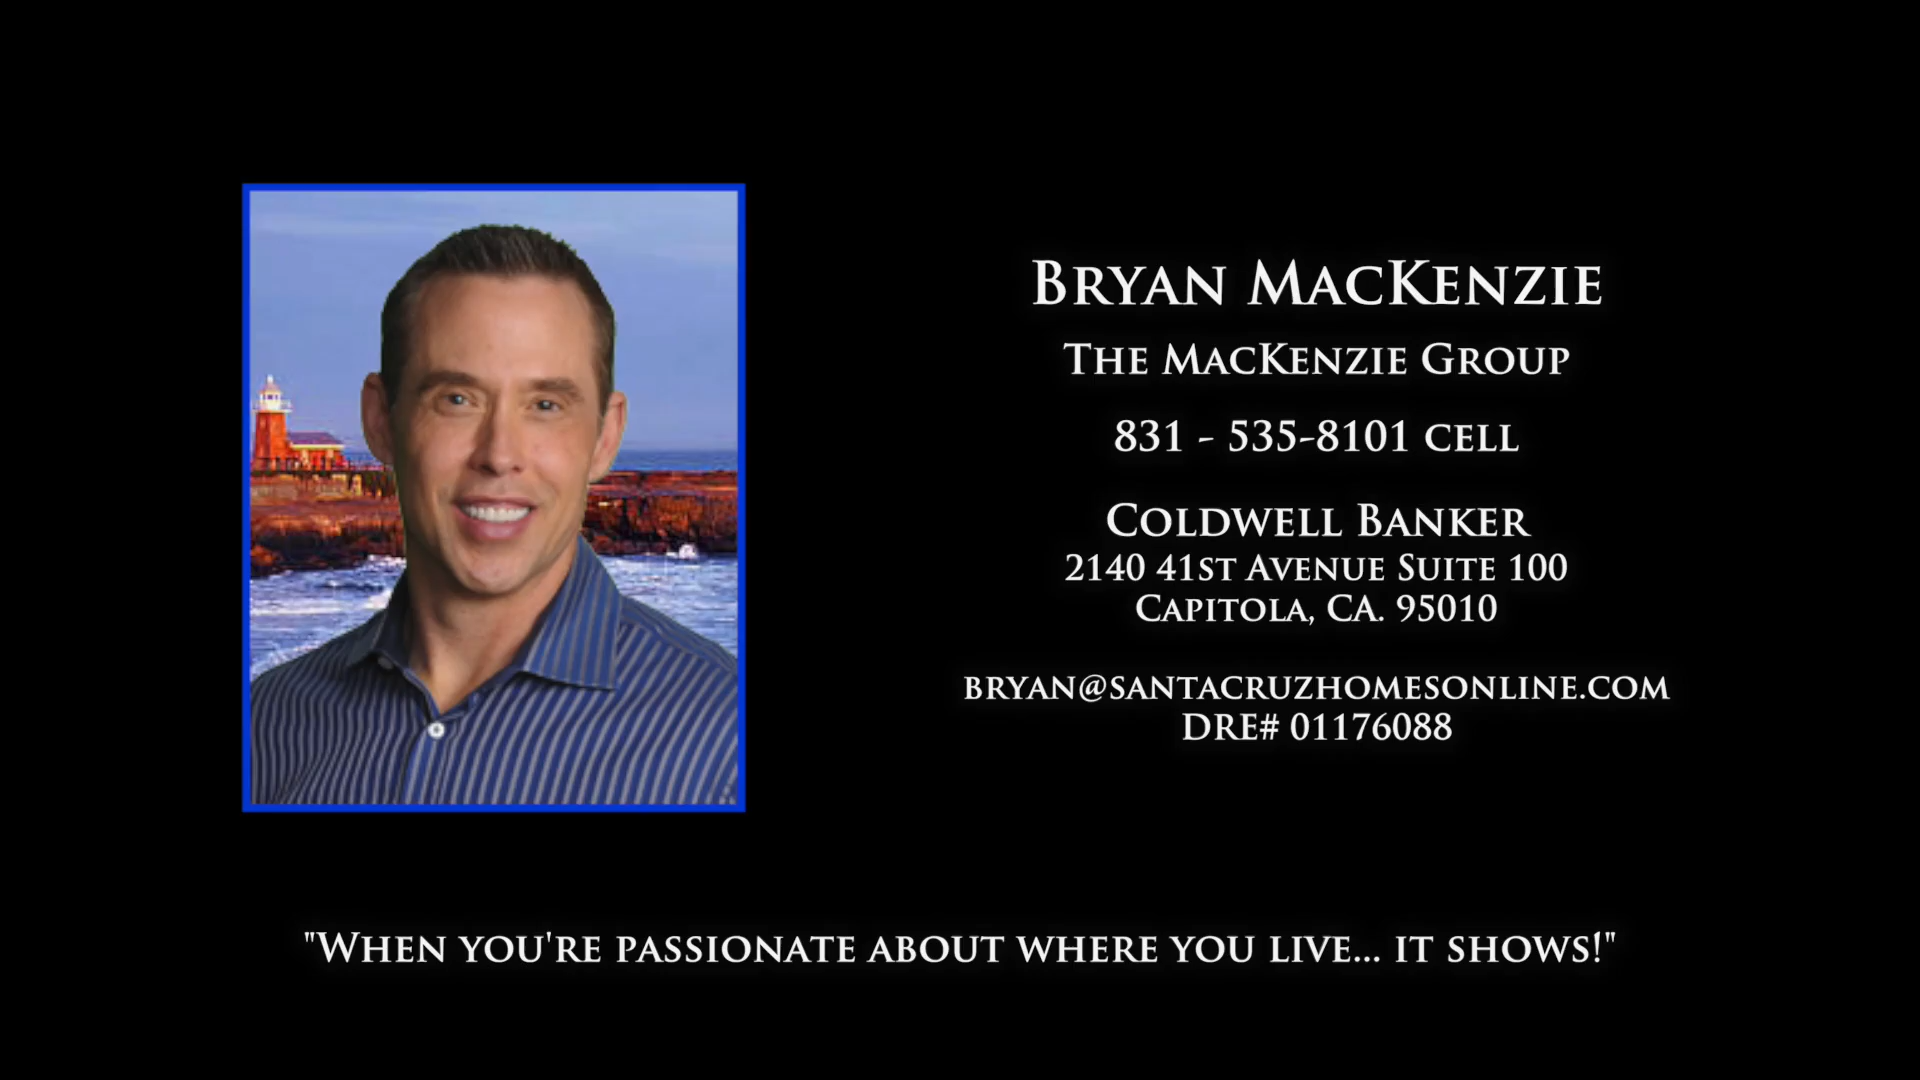 Bryan MacKenzie
The MacKenzie Group
831 - 535-8101 cell
Coldwell Banker
2140 41st Avenue Suite 100
Capitola, CA. 95010
bryan@santacruzhomesonline.com
DRE# 01176088
"When you're passionate about where you live... it shows!"